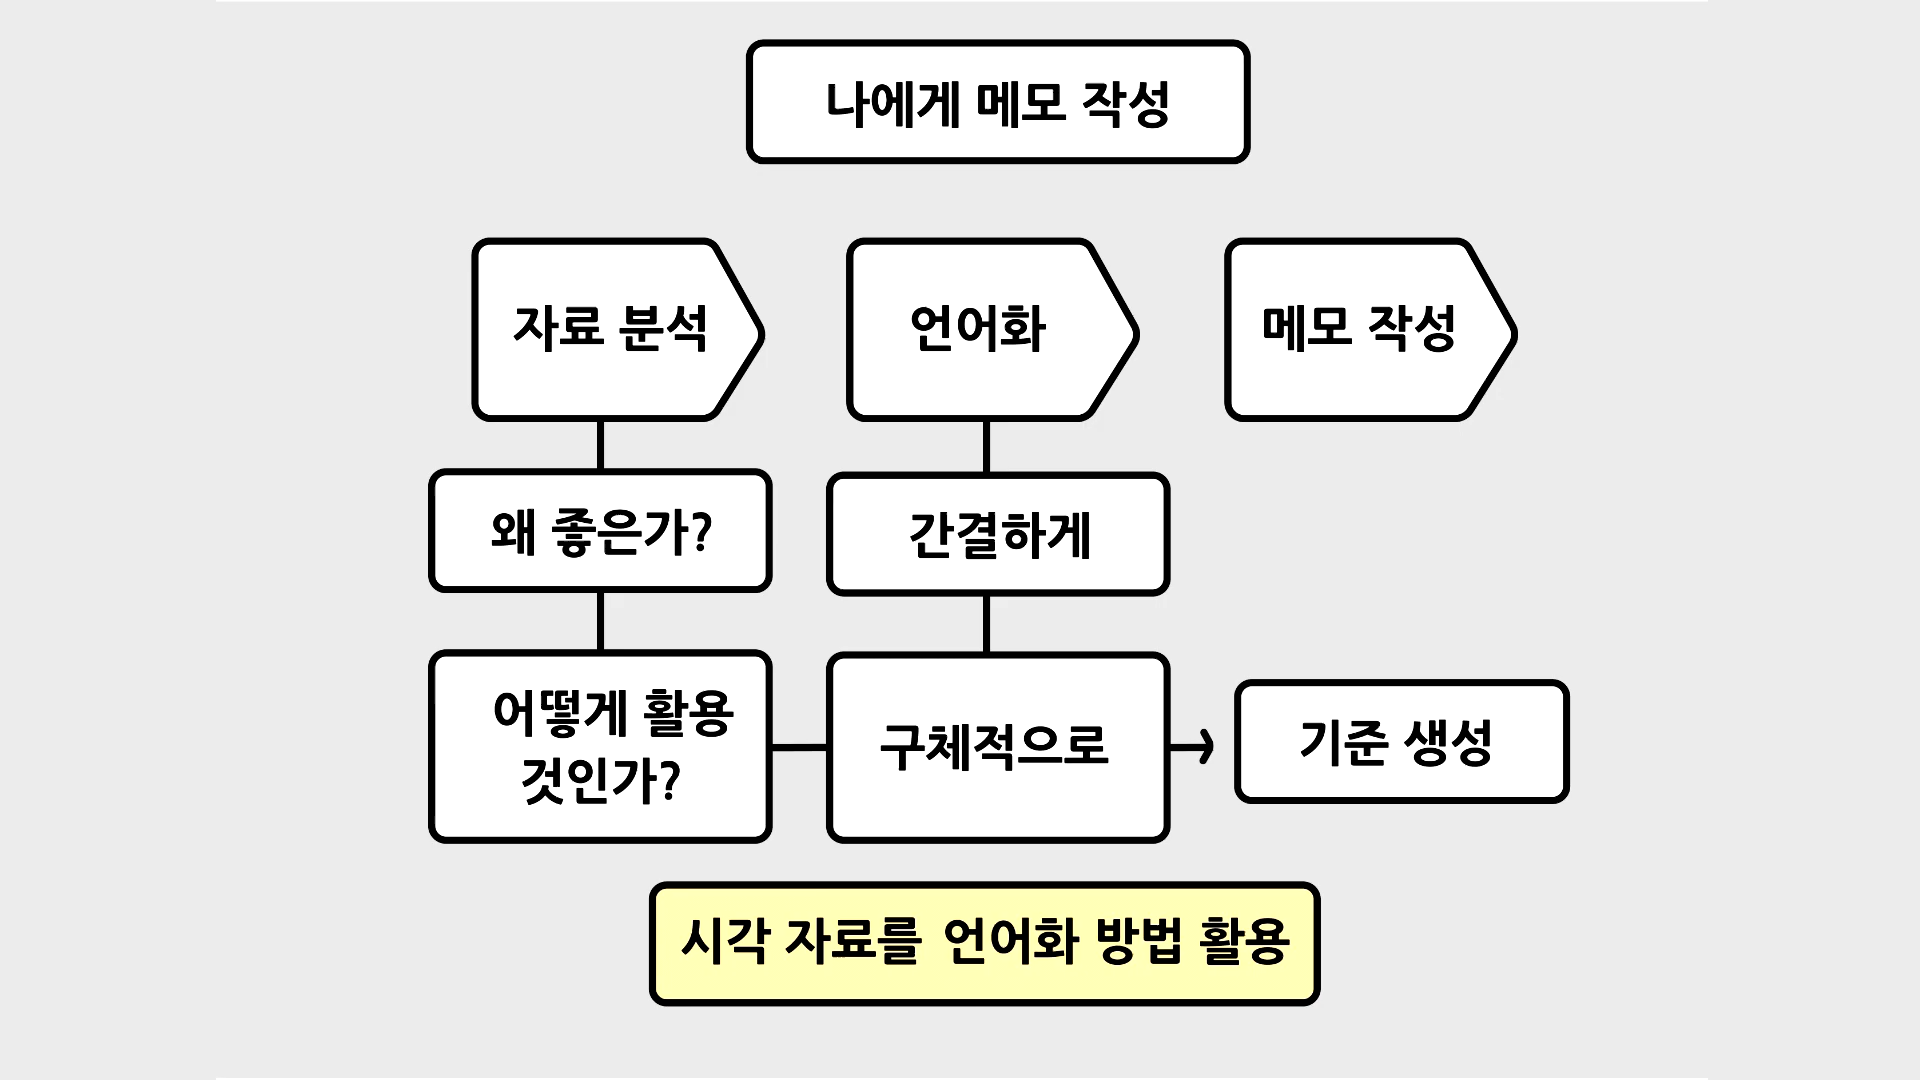 나에게 메모 작성
자료 분석
언어화
메모 작성
왜 좋은가?
간결하게
어떻게 활용
것인가?
구체적으로
기준 생성
시각 자료를 언어화 방법 활용